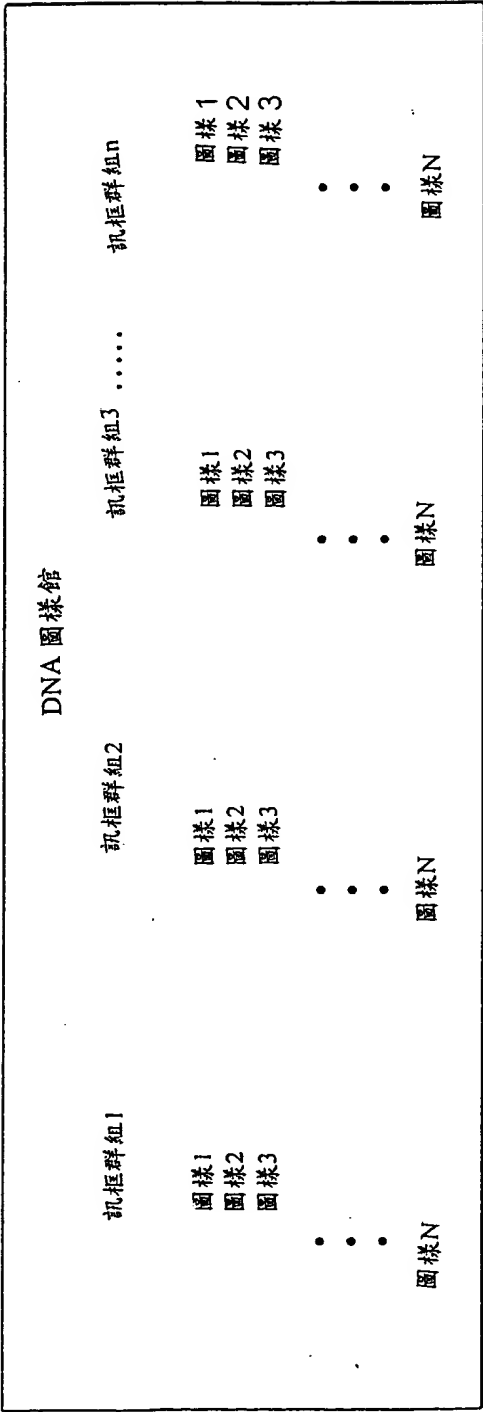 DNA 圖樣館
訊框群組1
訊框群組2
訊框群組3 .....
訊框群組n
圖樣1
圖樣2
圖樣3
圖樣N
圖樣1
圖樣2
圖樣3
圖樣N
圖樣1
圖樣2
圖樣3
圖樣N
圖樣 1
圖樣 2
圖樣 3
圖樣N